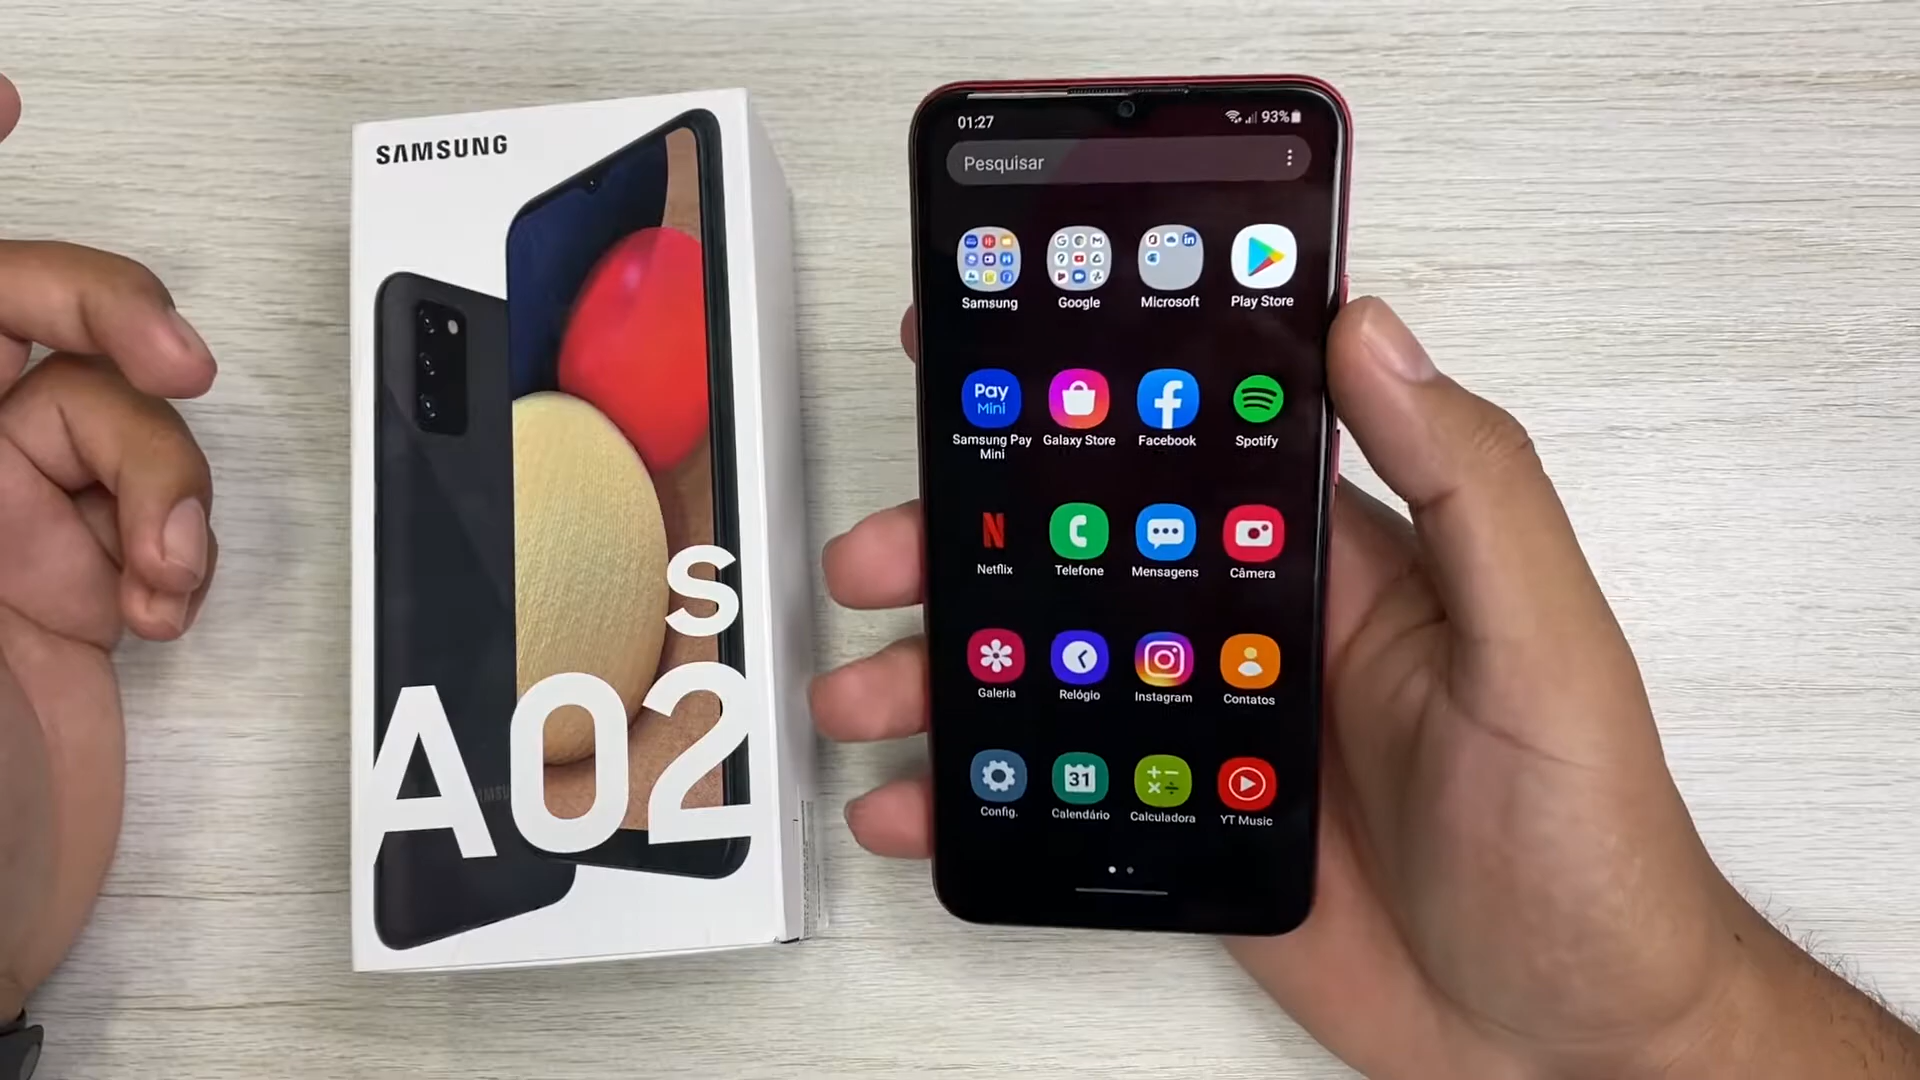 SAMSUNG
s
A02
01:27
93%
Pesquisar
Samsung
Google
Microsoft
Play Store
Pay
Mini
Samsung Pay
Mini
Galaxy Store
Facebook
Spotify
N
Netflix
Telefone
Mensagens
Câmera
Galeria
Relógio
Instagram
Contatos
31
Config.
Calendário
Calculadora
YT Music